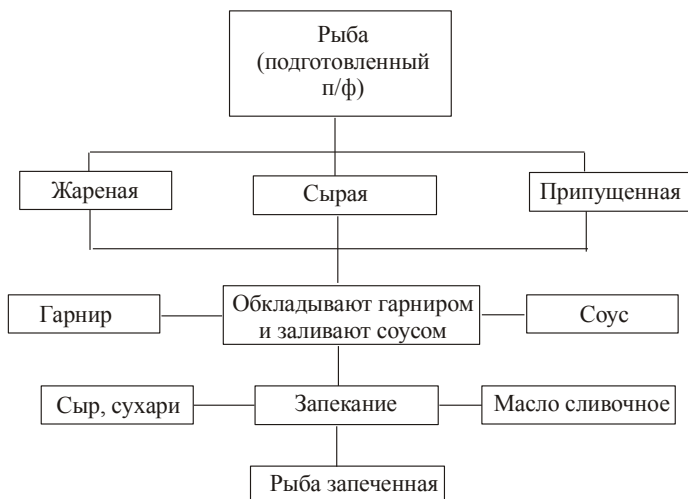 Рыба
(подготовленный
п/ф)
Жареная
Сырая
Припущенная
Гарнир
Обкладывают гарниром
и заливают соусом
Соус
Сыр, сухари
Запекание
Масло сливочное
Рыба запеченная